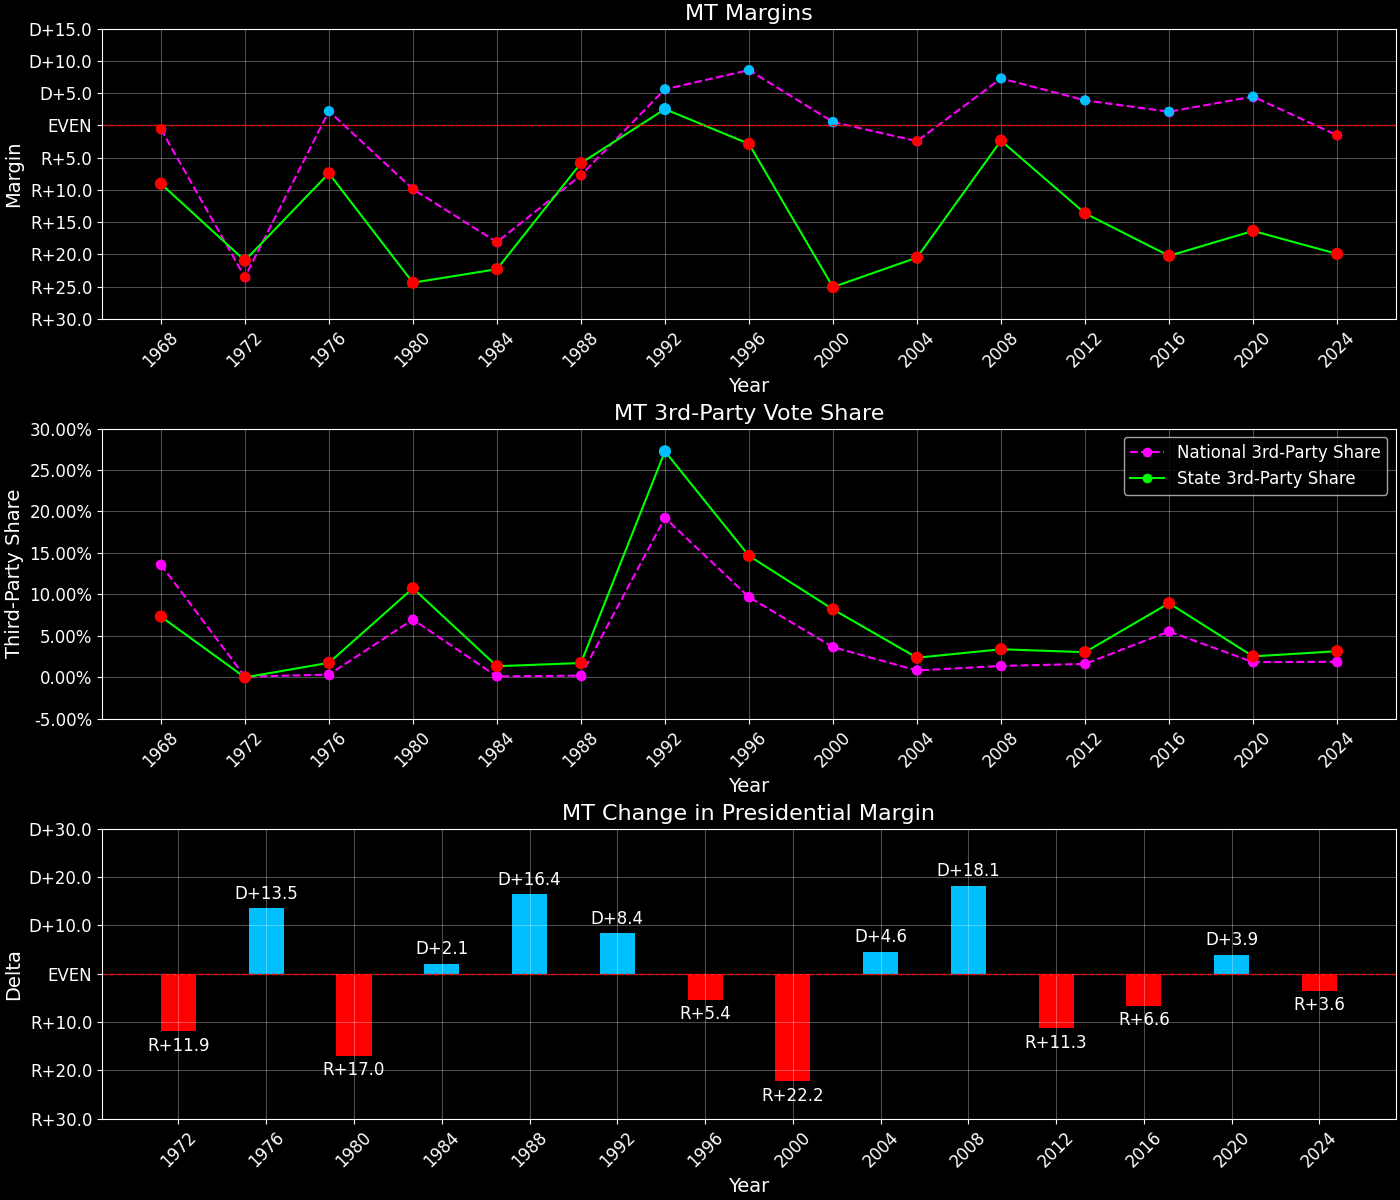 MT Margins
D+15.0
D+10.0
D+5.0
EVEN
R+5.0
R+10.0
R+15.0
R+20.0
R+25.0
R+30.0
Margin
1968 1972 1976 1980 1984 1988 1992 1996 2000 2004 2008 2012 2016 2020 2024
Year
MT 3rd-Party Vote Share
30.00%
25.00%
20.00%
15.00%
10.00%
5.00%
0.00%
-5.00%
Third-Party Share
National 3rd-Party Share
State 3rd-Party Share
1968 1972 1976 1980 1984 1988 1992 1996 2000 2004 2008 2012 2016 2020 2024
Year
MT Change in Presidential Margin
D+30.0
D+20.0
D+10.0
EVEN
R+10.0
R+20.0
R+30.0
Delta
R+11.9
D+13.5
R+17.0
D+2.1
D+16.4
D+8.4
R+5.4
R+22.2
D+4.6
D+18.1
R+11.3
R+6.6
D+3.9
R+3.6
1972 1976 1980 1984 1988 1992 1996 2000 2004 2008 2012 2016 2020 2024
Year